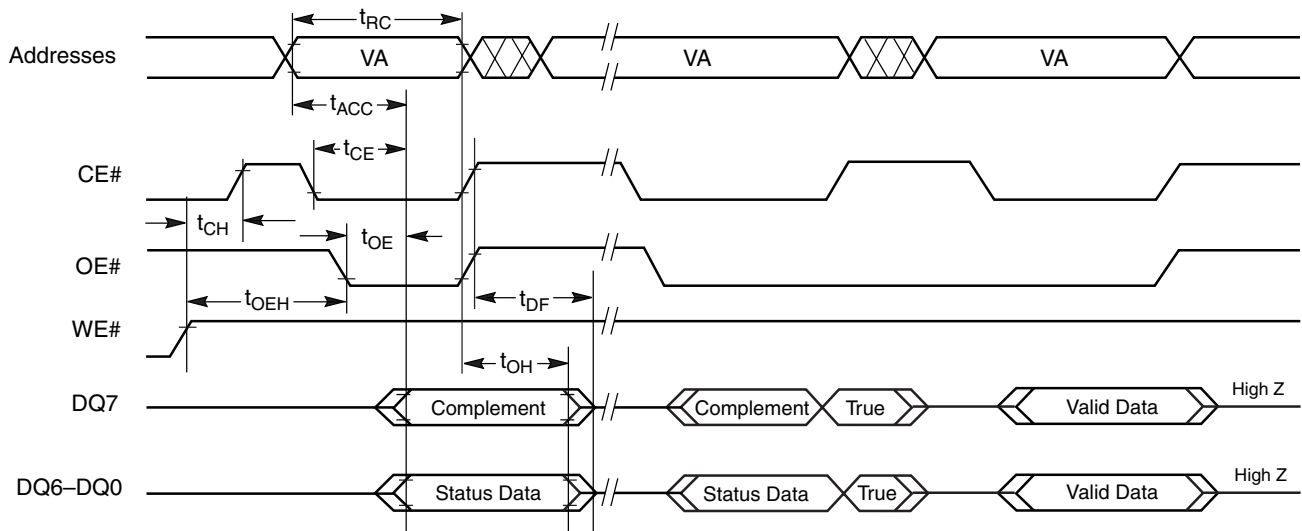 tRC
Addresses VA VA VA
tACC
tCE
CE#
tCH tOE
OE#
tOEH tDF
WE#
tOH
DQ7 Complement Complement True Valid Data High Z
DQ6–DQ0 Status Data Status Data True Valid Data High Z